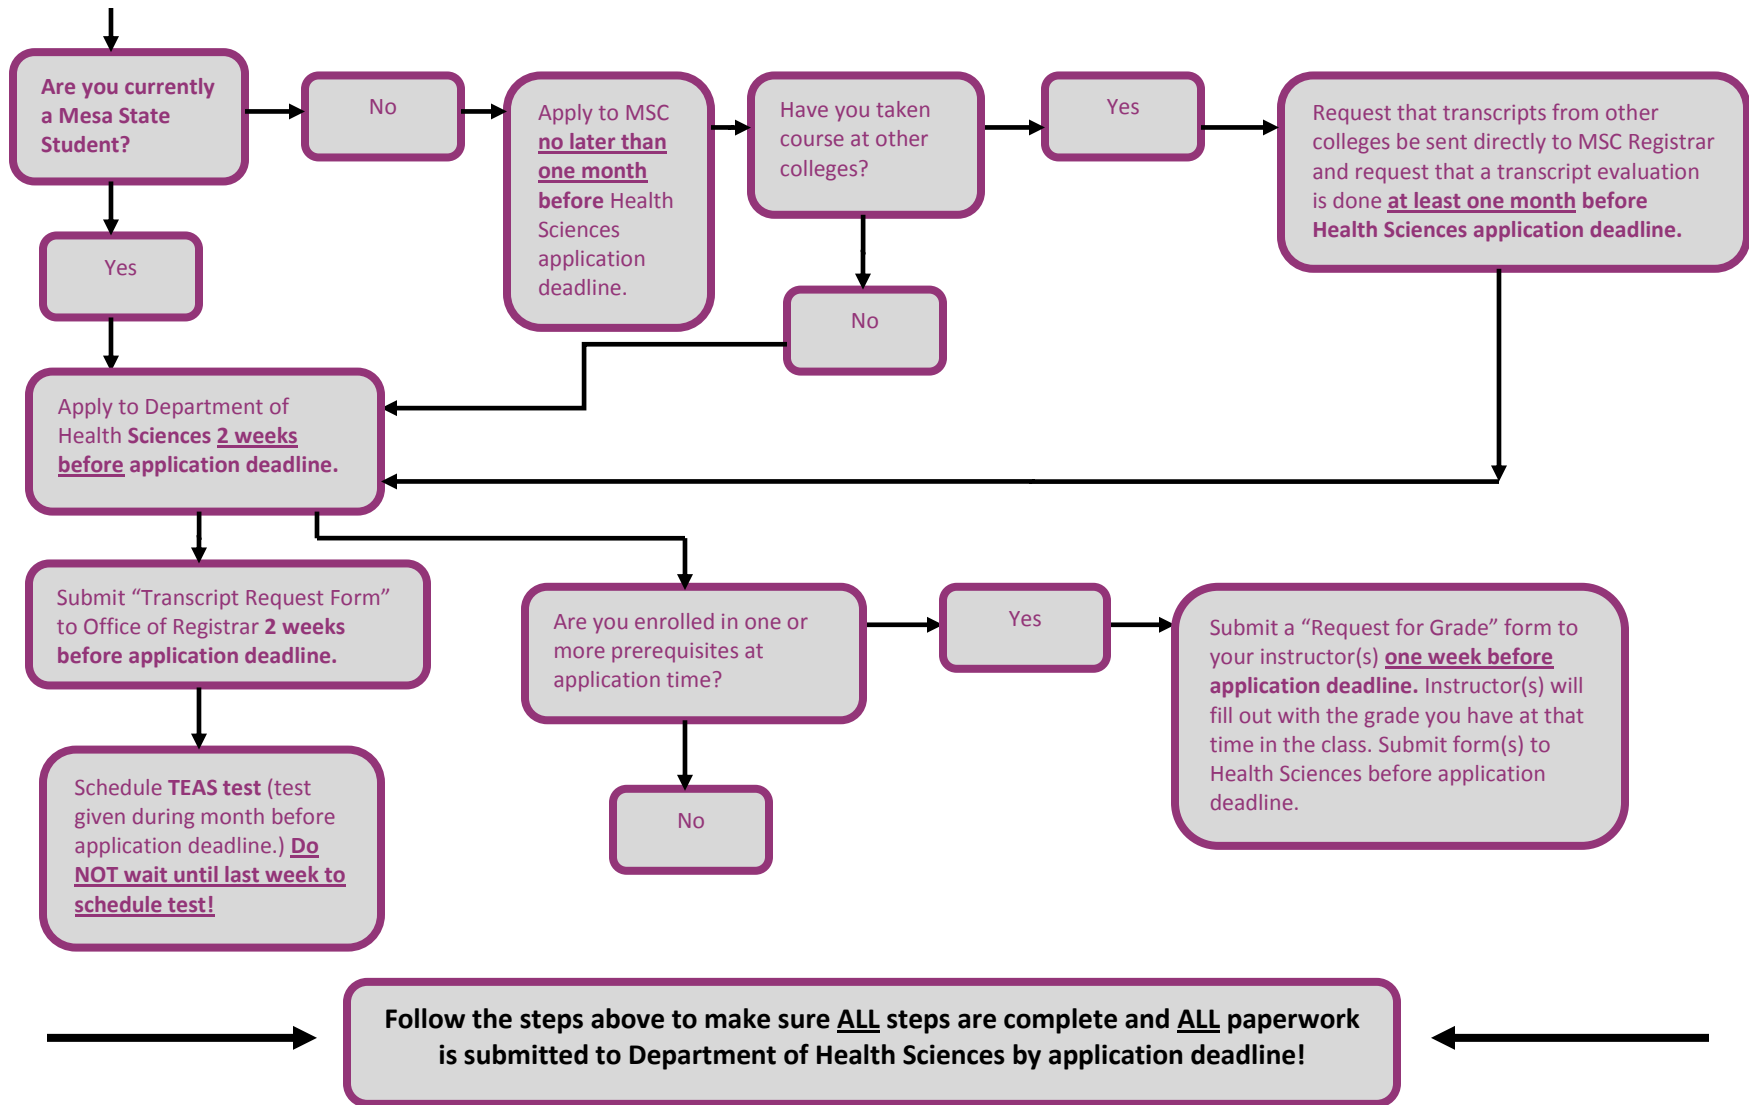 Are you currently
a Mesa State
Student?
No
Apply to MSC
no later than
one month
before Health
Sciences
application
deadline.
Have you taken
course at other
colleges?
Yes
Request that transcripts from other
colleges be sent directly to MSC Registrar
and request that a transcript evaluation
is done at least one month before
Health Sciences application deadline.
Yes
No
Apply to Department of
Health Sciences 2 weeks
before application deadline.
Submit “Transcript Request Form”
to Office of Registrar 2 weeks
before application deadline.
Are you enrolled in one or
more prerequisites at
application time?
Yes
Submit a “Request for Grade” form to
your instructor(s) one week before
application deadline. Instructor(s) will
fill out with the grade you have at that
time in the class. Submit form(s) to
Health Sciences before application
deadline.
Schedule TEAS test (test
given during month before
application deadline.) Do
NOT wait until last week to
schedule test!
No
Follow the steps above to make sure ALL steps are complete and ALL paperwork
is submitted to Department of Health Sciences by application deadline!